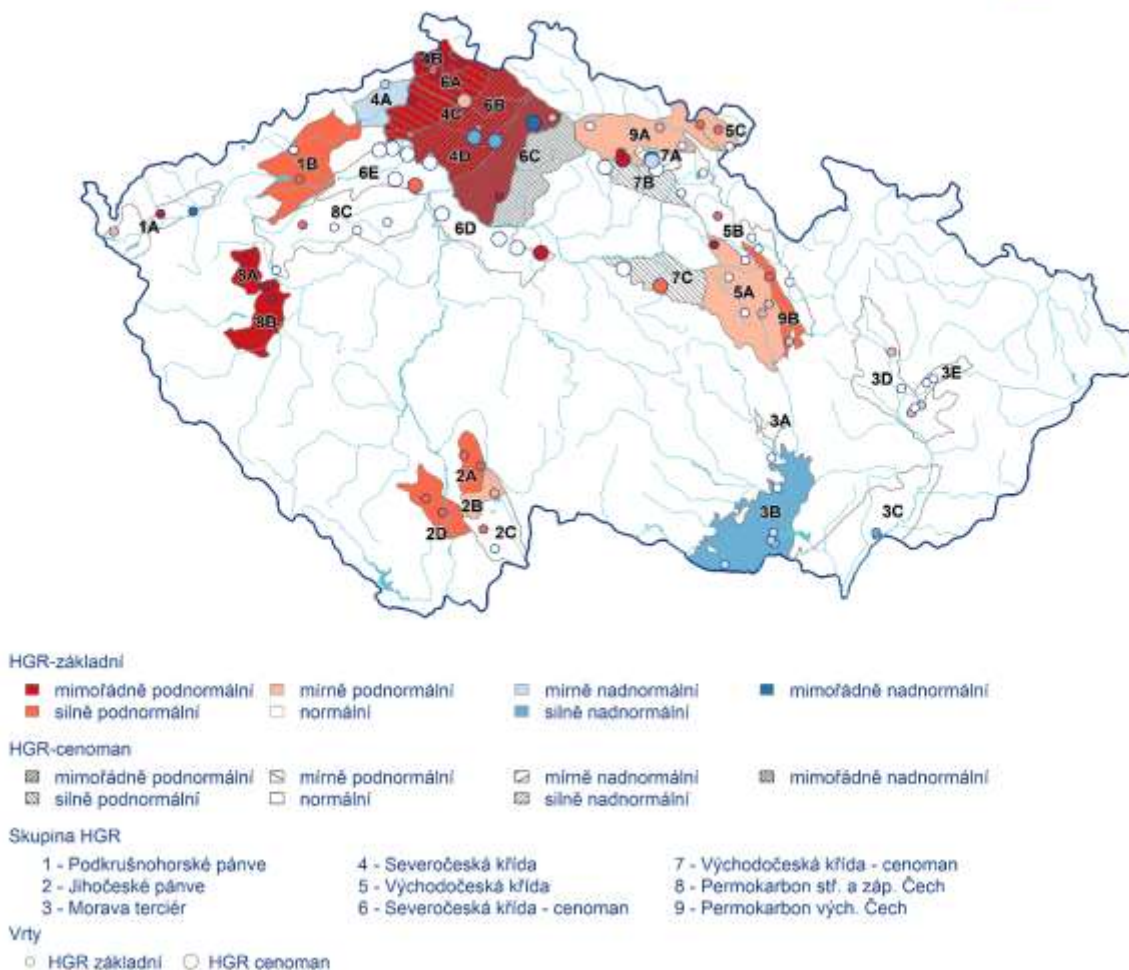 4B
6A
4A
4C
6B
5C
9A
4D
6C
7A
1B
6E
7B
8C
1A
6D
5B
8A
7C
5A
8B
9B
3D
3E
3A
2A
2B
3B
3C
2D
2C
HGR-základní
mimořádně podnormální mírně podnormální mírně nadnormální mimořádně nadnormální
silně podnormální normální silně nadnormální
HGR-cenoman
mimořádně podnormální mírně podnormální mírně nadnormální mimořádně nadnormální
silně podnormální normální silně nadnormální
Skupina HGR
1 - Podkrušnohorské pánve 4 - Severočeská křída 7 - Východočeská křída - cenoman
2 - Jihočeské pánve 5 - Východočeská křída 8 - Permokarbon stř. a záp. Čech
3 - Morava terciér 6 - Severočeská křída - cenoman 9 - Permokarbon vých. Čech
Vrty
HGR základní HGR cenoman